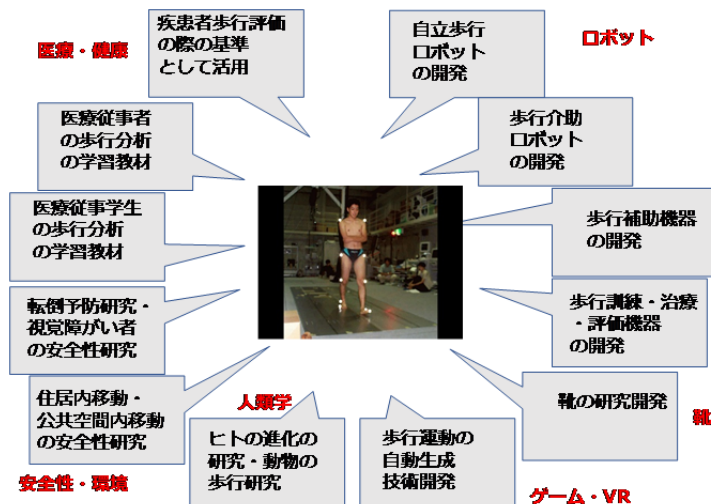 医療・健康
疾患者歩行評価
の際の基準
として活用
自立歩行
ロボット
の開発
ロボット
医療従事者
の歩行分析
の学習教材
歩行介助
ロボット
の開発
医療従事学生
の歩行分析
の学習教材
歩行補助機器
の開発
転倒予防研究・
視覚障がい者
の安全性研究
歩行訓練・治療
・評価機器
の開発
住居内移動・
公共空間内移動
の安全性研究
安全性・環境
人類学
ヒトの進化の
研究・動物の
歩行研究
歩行運動の
自動生成
技術開発
靴の研究開発
靴
ゲーム・VR